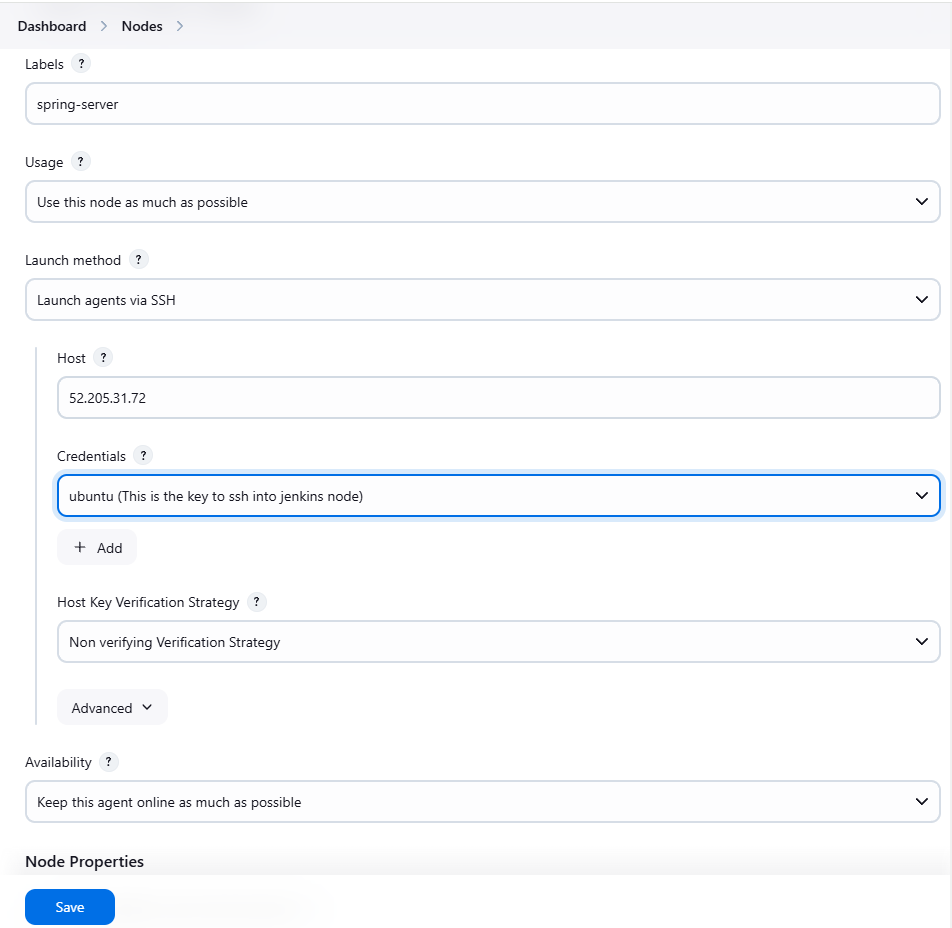 Dashboard > Nodes >
Labels ?
spring-server
Usage ?
Use this node as much as possible
Launch method ?
Launch agents via SSH
Host ?
52.205.31.72
Credentials ?
ubuntu (This is the key to ssh into jenkins node)
+ Add
Host Key Verification Strategy ?
Non verifying Verification Strategy
Advanced
Availability ?
Keep this agent online as much as possible
Node Properties
Save